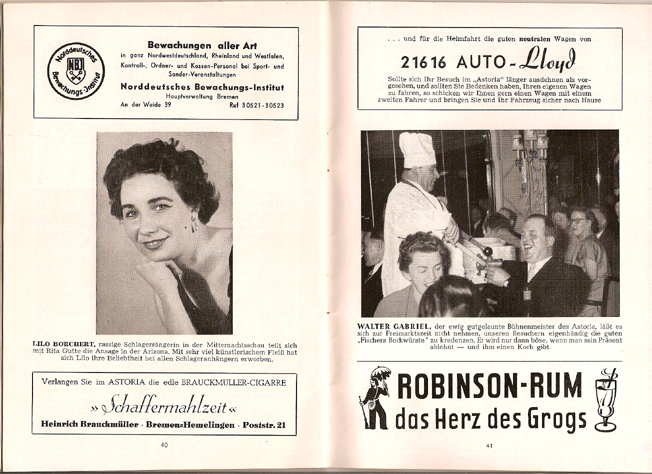 Norddeutsches
NBI
Bewachungs-Institut
Bewachungen aller Art
in ganz Nordwestdeutschland, Rheinland und Westfalen,
Kontroll-, Ordner- und Kassen-Personal bei Sport- und
Sonder-Veranstaltungen
Norddeutsches Bewachungs-Institut
Hauptverwaltung Bremen
An der Weide 39 Ruf 30521-30523
LILO BORCHERT, rassige Schlagersängerin in der Mitternachtschau teilt sich
mit Rita Gutte die Ansage in der Arizona. Mit sehr viel künstlerischem Fleiß hat
sich Lilo ihre Beliebtheit bei allen Schlageranhängern erworben.
Verlangen Sie im ASTORIA die edle BRAUCKMÜLLER-CIGARRE
»Schaffermahlzeit«
Heinrich Brauckmüller · Bremen-Hemelingen · Poststr. 21
40
... und für die Heimfahrt die guten neutralen Wagen von
21616 AUTO-Lloyd
Sollte sich Ihr Besuch im „Astoria" länger ausdehnen als vor-
gesehen, und sollten Sie Bedenken haben, Ihren eigenen Wagen
zu fahren, so schicken wir Ihnen gern einen Wagen mit einem
zweiten Fahrer und bringen Sie und Ihr Fahrzeug sicher nach Hause
WALTER GABRIEL, der ewig gutgelaunte Bühnenmeister des Astoria, läßt es
sich zur Freimarktszeit nicht nehmen, unseren Besuchern eigenhändig die guten
„Fischers Bockwürste" zu kredenzen. Er wird nur dann böse, wenn man sein Präsent
ablehnt — und ihm einen Korb gibt.
ROBINSON-RUM
das Herz des Grogs
41